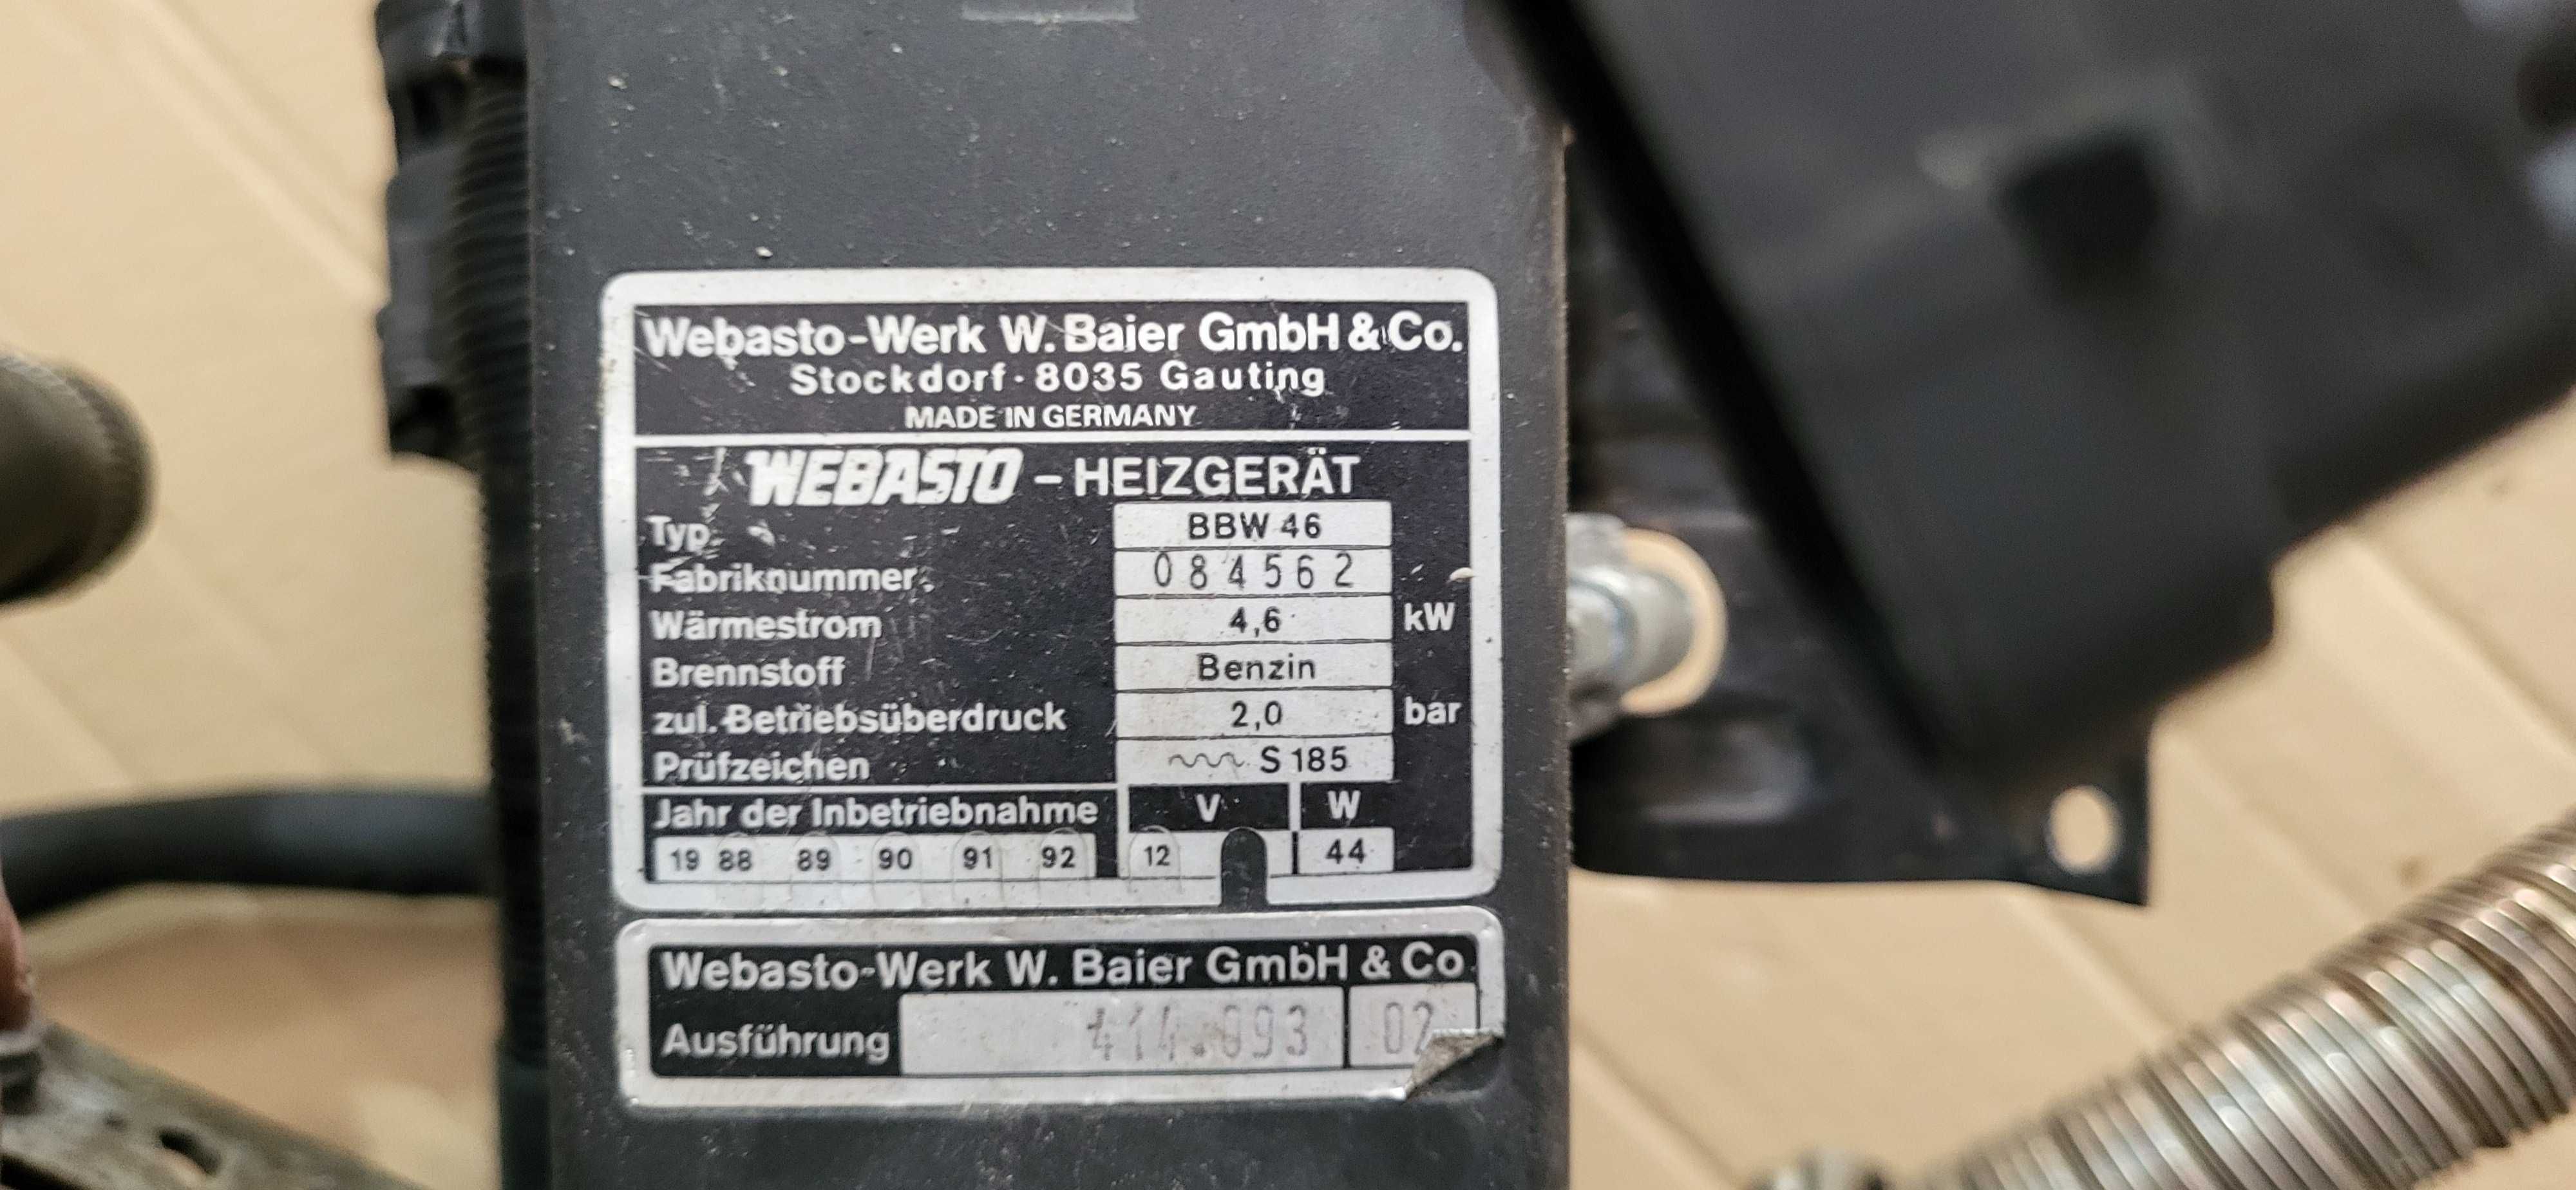 Webasto-Werk W. Baier GmbH & Co.
Stockdorf · 8035 Gauting
MADE IN GERMANY
WEBASTO - HEIZGERÄT
Typ BBW 46
Fabriknummer 084562
Wärmestrom 4,6 kW
Brennstoff Benzin
zul. Betriebsüberdruck 2,0 bar
Prüfzeichen S 185
Jahr der Inbetriebnahme V W
19 88 89 90 91 92 12 44
Webasto-Werk W. Baier GmbH & Co
Ausführung 02